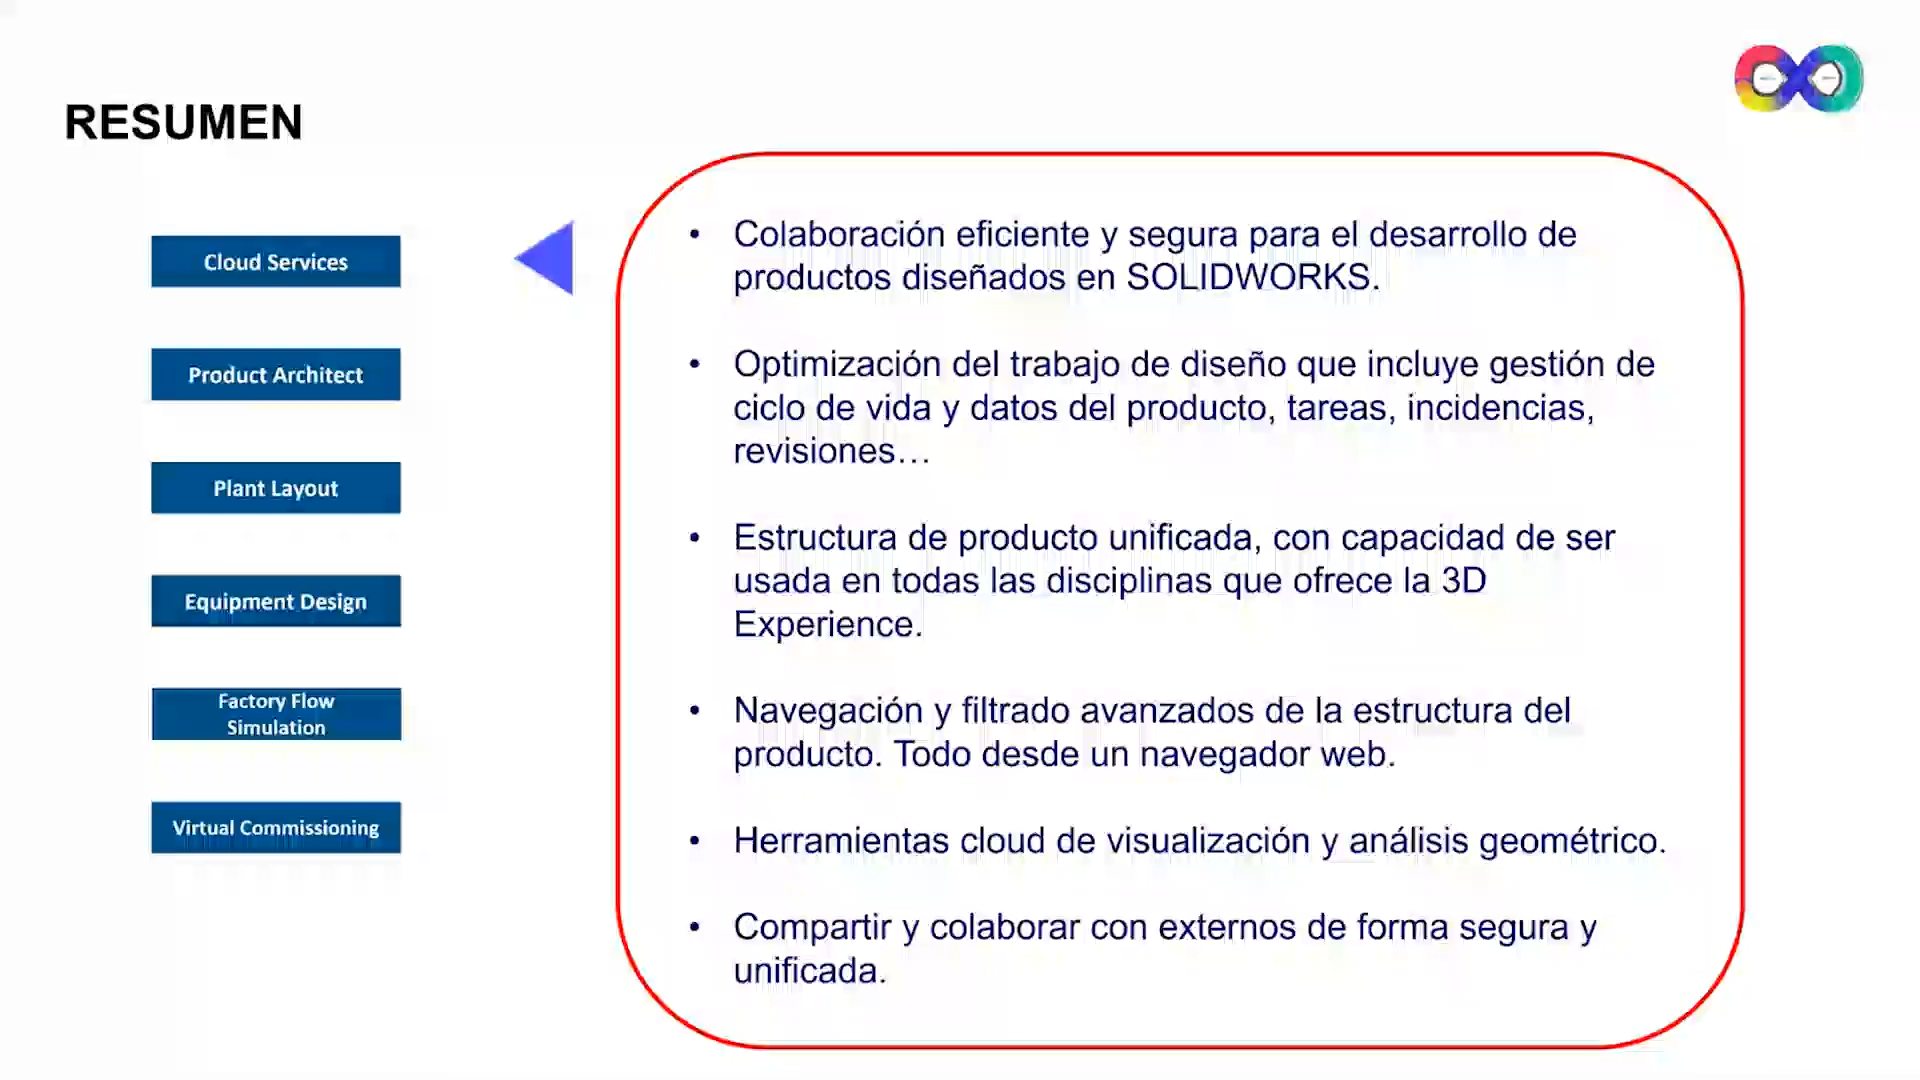 RESUMEN
Cloud Services
Product Architect
Plant Layout
Equipment Design
Factory Flow
Simulation
Virtual Commissioning
• Colaboración eficiente y segura para el desarrollo de
productos diseñados en SOLIDWORKS.
• Optimización del trabajo de diseño que incluye gestión de
ciclo de vida y datos del producto, tareas, incidencias,
revisiones…
• Estructura de producto unificada, con capacidad de ser
usada en todas las disciplinas que ofrece la 3D
Experience.
• Navegación y filtrado avanzados de la estructura del
producto. Todo desde un navegador web.
• Herramientas cloud de visualización y análisis geométrico.
• Compartir y colaborar con externos de forma segura y
unificada.